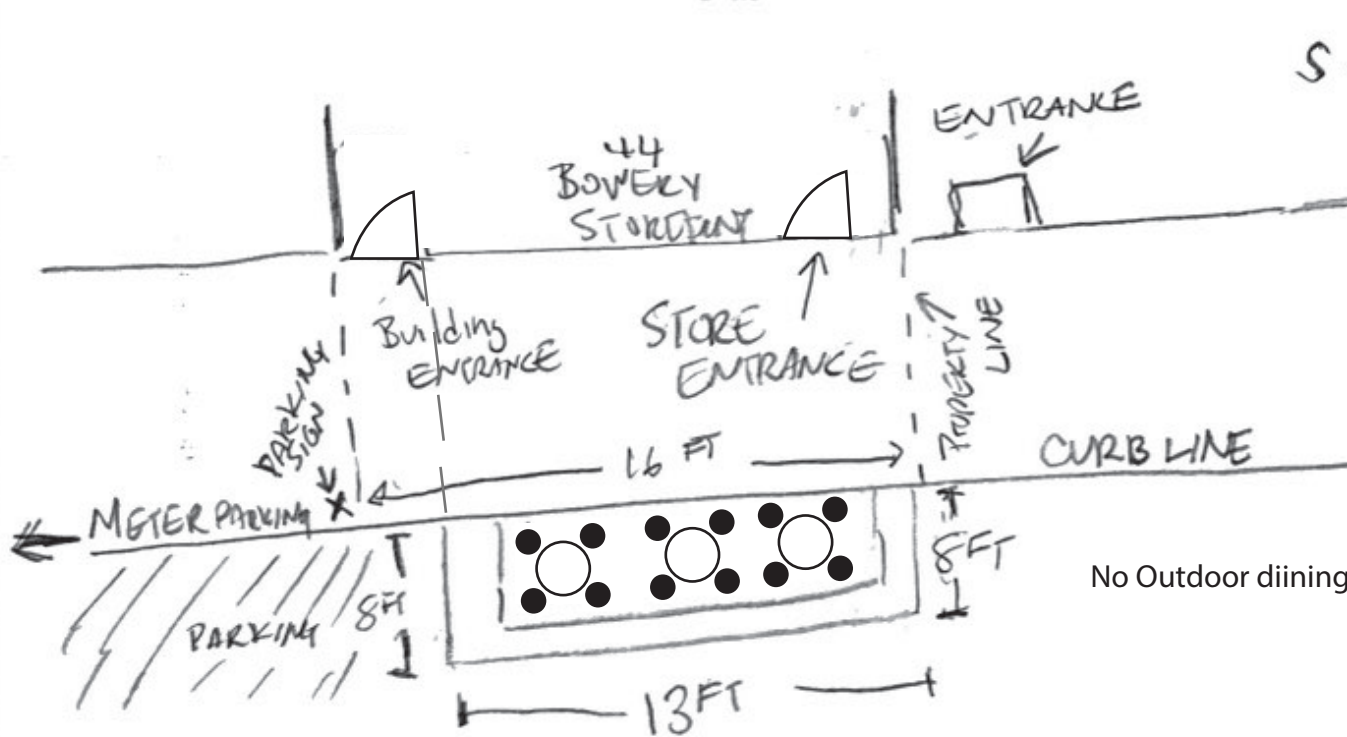 S
ENTRANCE
44
BOWERY
STOREFRONT
Building
ENTRANCE
STORE
ENTRANCE
PROPERTY
LINE
PARKING
SIGN
16 FT
CURB LINE
METER PARKING X
8FT
8FT
No Outdoor diining
PARKING
13FT